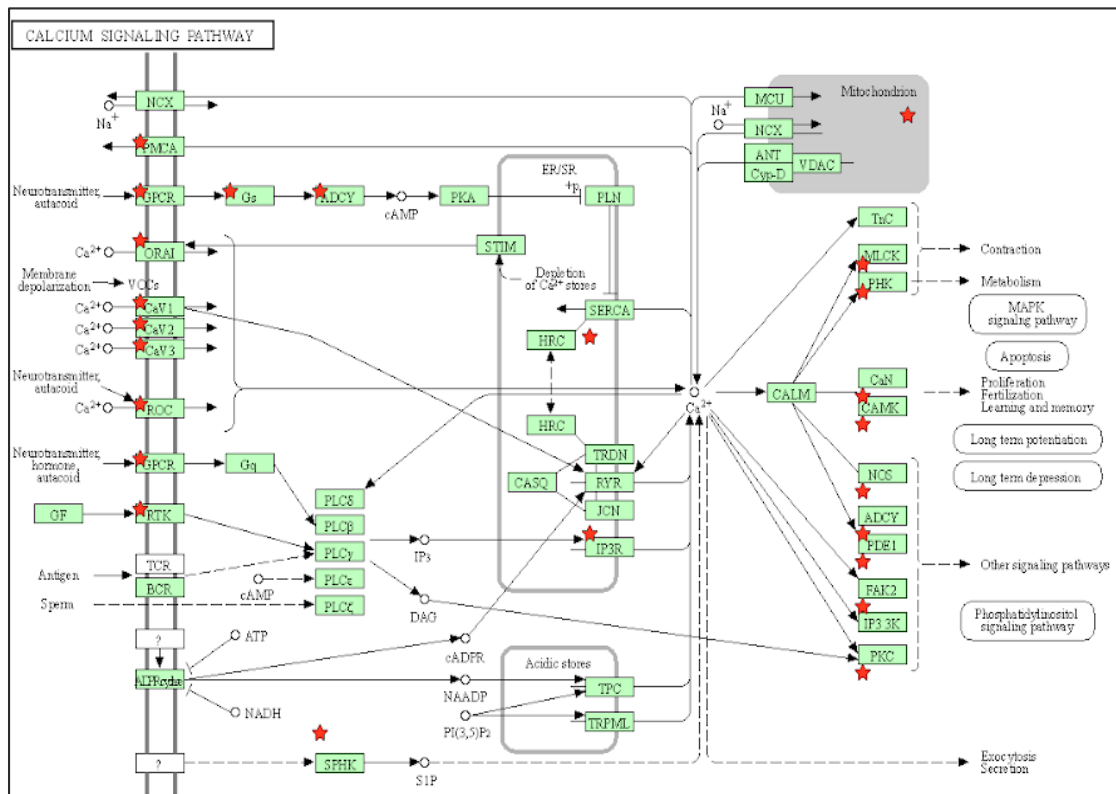 CALCIUM SIGNALING PATHWAY
NCX
Na+
PMCA
Neurotransmitter,
autacoid
GPCR
Gs
ADCY
cAMP
PKA
+p
PLN
ER/SR
MCU
Mitochondrion
Na+
NCX
ANT
Cyp-D
VDAC
Ca2+
ORAI
STIM
Depletion
of Ca2+ stores
Membrane
depolarization
VOCs
Ca2+
CaV1
Ca2+
CaV2
Ca2+
CaV3
SERCA
HRC
Neurotransmitter,
autacoid
Ca2+
ROC
HRC
Ca2+
CALM
TnC
MLCK
PHK
Contraction
Metabolism
MAPK
signaling pathway
Apoptosis
CaN
CAMK
Proliferation
Fertilization
Learning and memory
Long term potentiation
Long term depression
Neurotransmitter,
hormone,
autacoid
GPCR
Gq
GF
RTK
PLCδ
PLCβ
PLCγ
PLCε
PLCζ
TRDN
CASQ
RYR
JCN
IP3R
IP3
DAG
Antigen
TCR
BCR
cAMP
Sperm
NOS
ADCY
PDE1
FAK2
IP3 3K
PKC
Other signaling pathways
Phosphatidylinositol
signaling pathway
?
ATP
NADH
cADPR
NAADP
PI(3,5)P2
Acidic stores
TPC
TRPML
?
SPHK
S1P
Exocytosis
Secretion